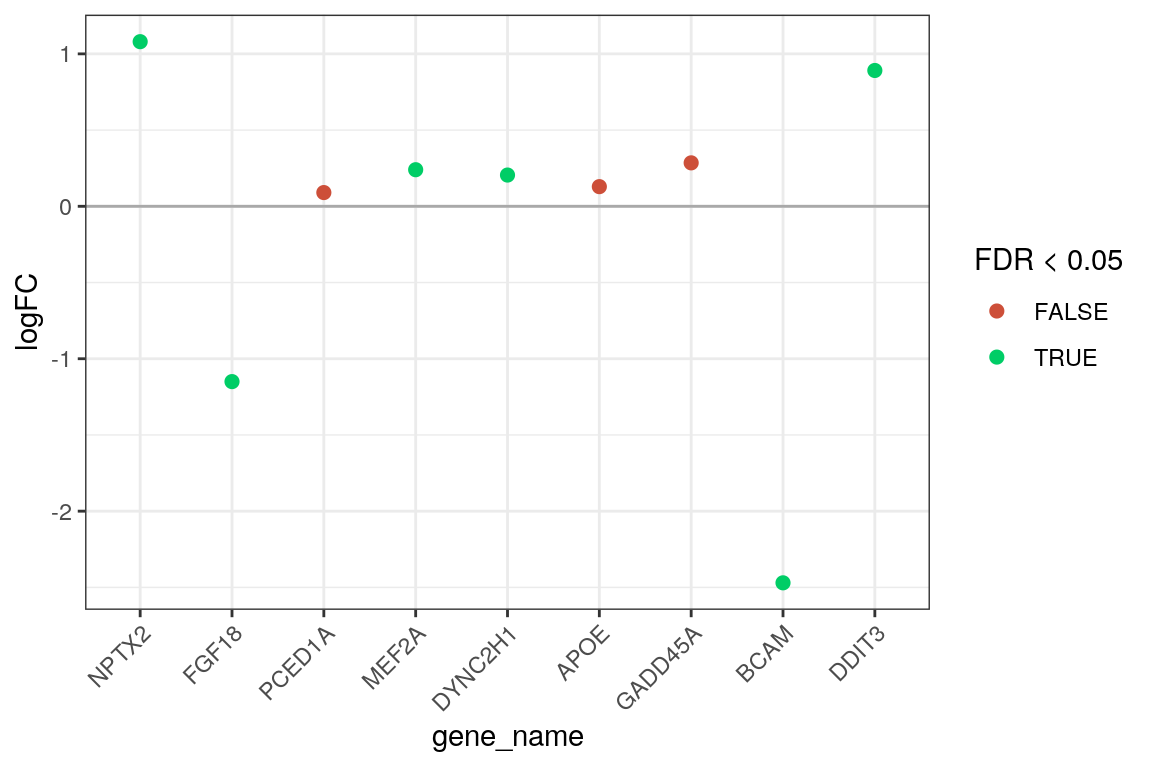 1
0
-1
-2
logFC
NPTX2
FGF18
PCED1A
MEF2A
DYNC2H1
APOE
GADD45A
BCAM
DDIT3
gene_name
FDR < 0.05
FALSE
TRUE